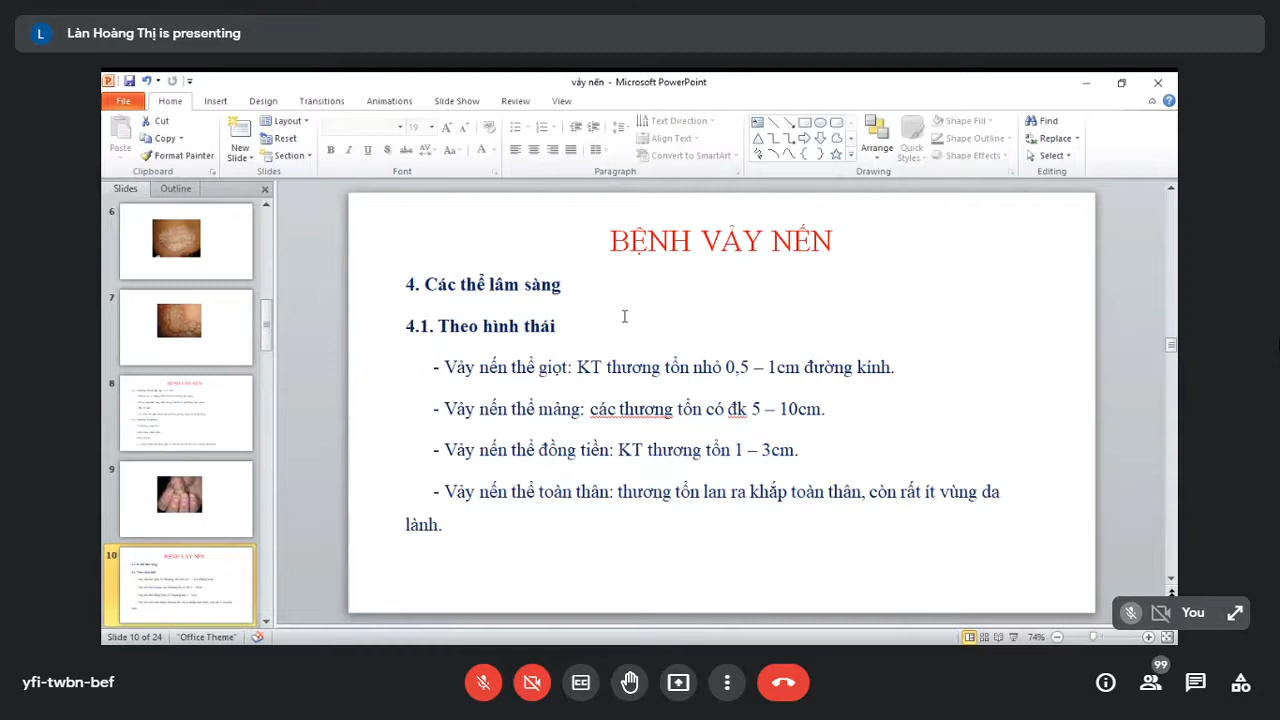 L Làn Hoàng Thị is presenting
vảy nến - Microsoft PowerPoint
File Home Insert Design Transitions Animations Slide Show Review View
Paste Cut Copy Format Painter Clipboard
New Slide Layout Reset Section Slides
19 Font
Text Direction Align Text Convert to SmartArt Paragraph
Arrange Quick Styles Shape Fill Shape Outline Shape Effects Drawing
Find Replace Select Editing
Slides Outline
6
7
8
9
10
BỆNH VẢY NẾN
4. Các thể lâm sàng
4.1. Theo hình thái
- Vảy nến thể giọt: KT thương tổn nhỏ 0,5 – 1cm đường kính.
- Vảy nến thể mảng: các thương tổn có đk 5 – 10cm.
- Vảy nến thể đồng tiền: KT thương tổn 1 – 3cm.
- Vảy nến thể toàn thân: thương tổn lan ra khắp toàn thân, còn rất ít vùng da
lành.
You
Slide 10 of 24 "Office Theme" 74%
yfi-twbn-bef
99